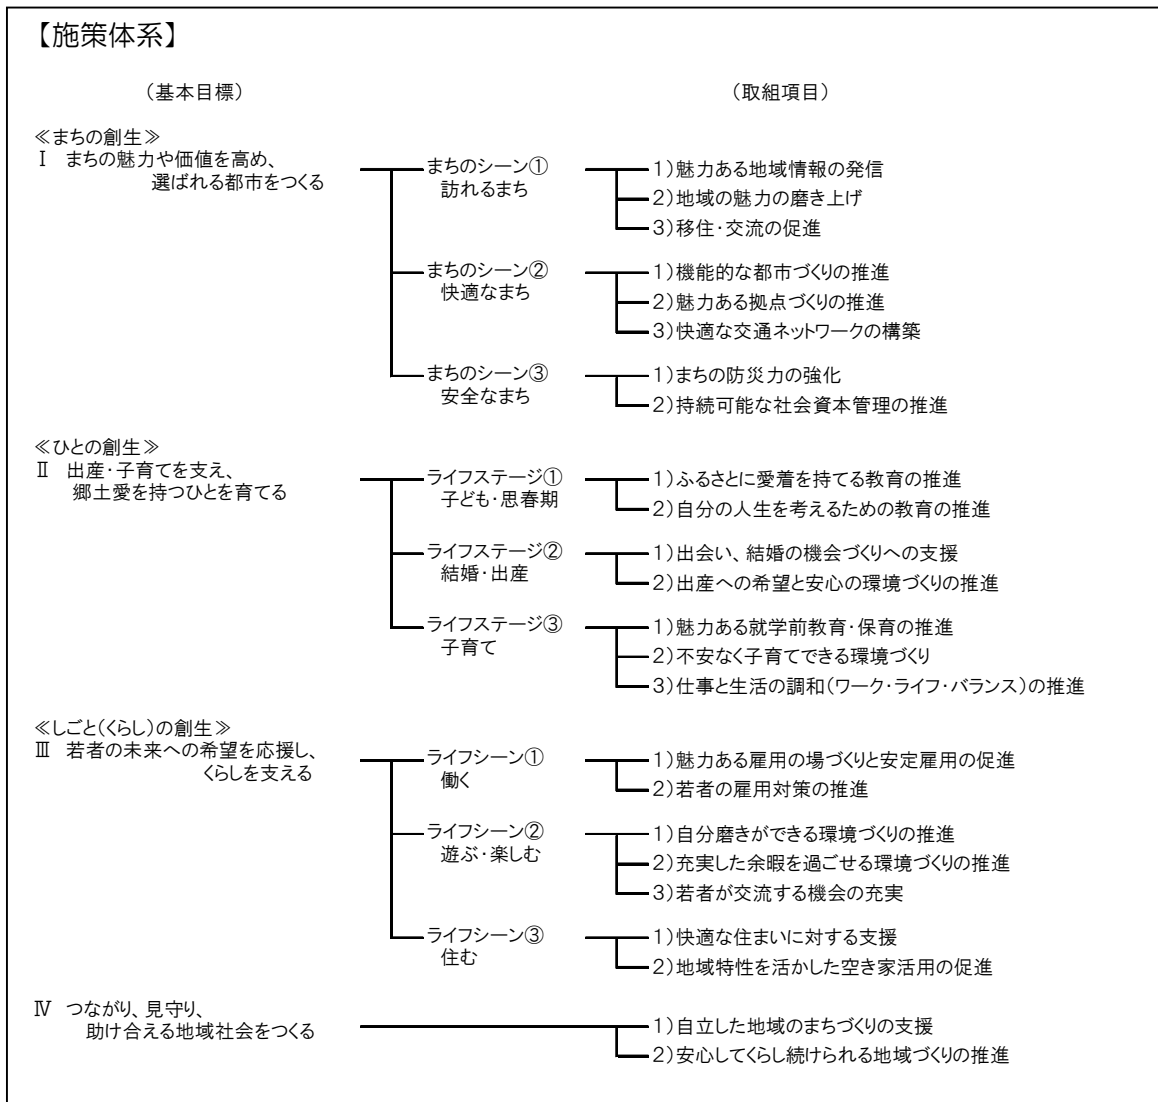 【施策体系】
（基本目標）
（取組項目）
≪まちの創生≫
Ⅰ　まちの魅力や価値を高め、
選ばれる都市をつくる
まちのシーン①
訪れるまち
1）魅力ある地域情報の発信
2）地域の魅力の磨き上げ
3）移住・交流の促進
まちのシーン②
快適なまち
1）機能的な都市づくりの推進
2）魅力ある拠点づくりの推進
3）快適な交通ネットワークの構築
まちのシーン③
安全なまち
1）まちの防災力の強化
2）持続可能な社会資本管理の推進
≪ひとの創生≫
Ⅱ　出産・子育てを支え、
郷土愛を持つひとを育てる
ライフステージ①
子ども・思春期
1）ふるさとに愛着を持てる教育の推進
2）自分の人生を考えるための教育の推進
ライフステージ②
結婚・出産
1）出会い、結婚の機会づくりへの支援
2）出産への希望と安心の環境づくりの推進
ライフステージ③
子育て
1）魅力ある就学前教育・保育の推進
2）不安なく子育てできる環境づくり
3）仕事と生活の調和（ワーク・ライフ・バランス）の推進
≪しごと（くらし）の創生≫
Ⅲ　若者の未来への希望を応援し、
くらしを支える
ライフシーン①
働く
1）魅力ある雇用の場づくりと安定雇用の促進
2）若者の雇用対策の推進
ライフシーン②
遊ぶ・楽しむ
1）自分磨きができる環境づくりの推進
2）充実した余暇を過ごせる環境づくりの推進
3）若者が交流する機会の充実
ライフシーン③
住む
1）快適な住まいに対する支援
2）地域特性を活かした空き家活用の促進
Ⅳ　つながり、見守り、
助け合える地域社会をつくる
1）自立した地域のまちづくりの支援
2）安心してくらし続けられる地域づくりの推進